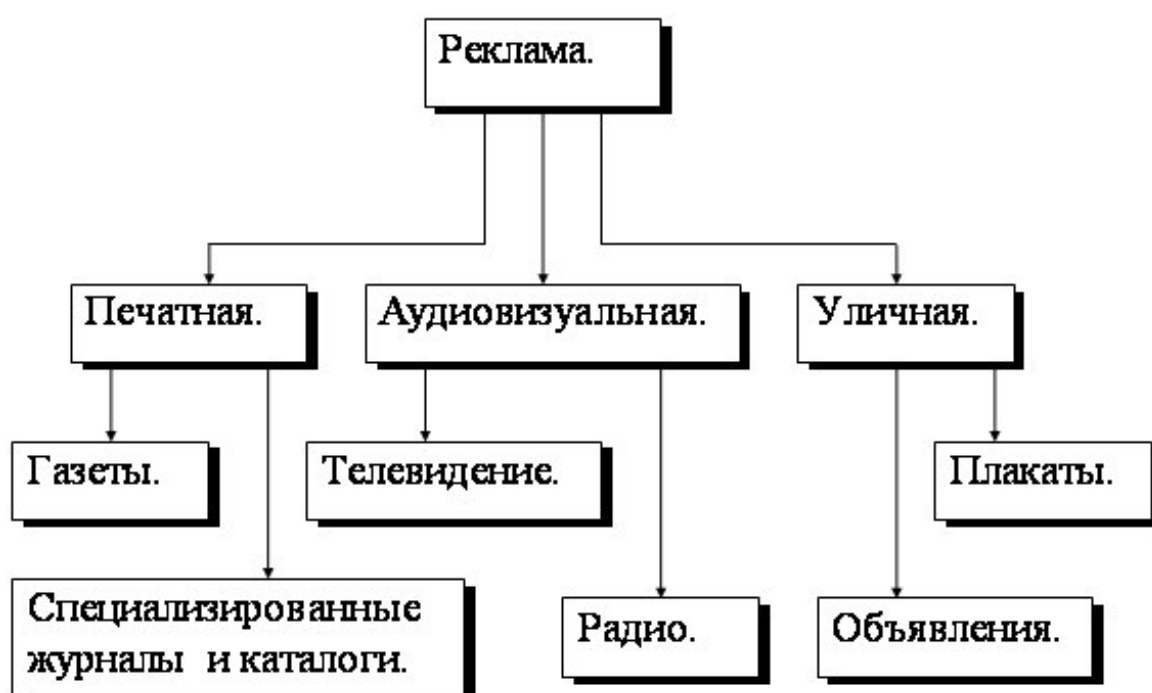 Реклама.
Печатная.
Аудиовизуальная.
Уличная.
Газеты.
Телевидение.
Плакаты.
Специализированные
журналы и каталоги.
Радио.
Объявления.